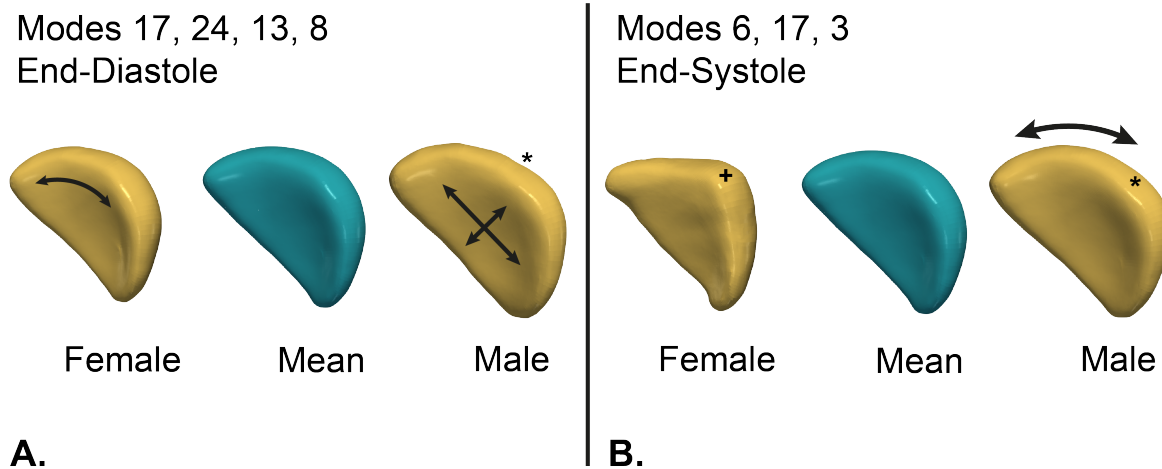 Modes 17, 24, 13, 8
End-Diastole
*
Female
Mean
Male
A.
Modes 6, 17, 3
End-Systole
+
*
Female
Mean
Male
B.